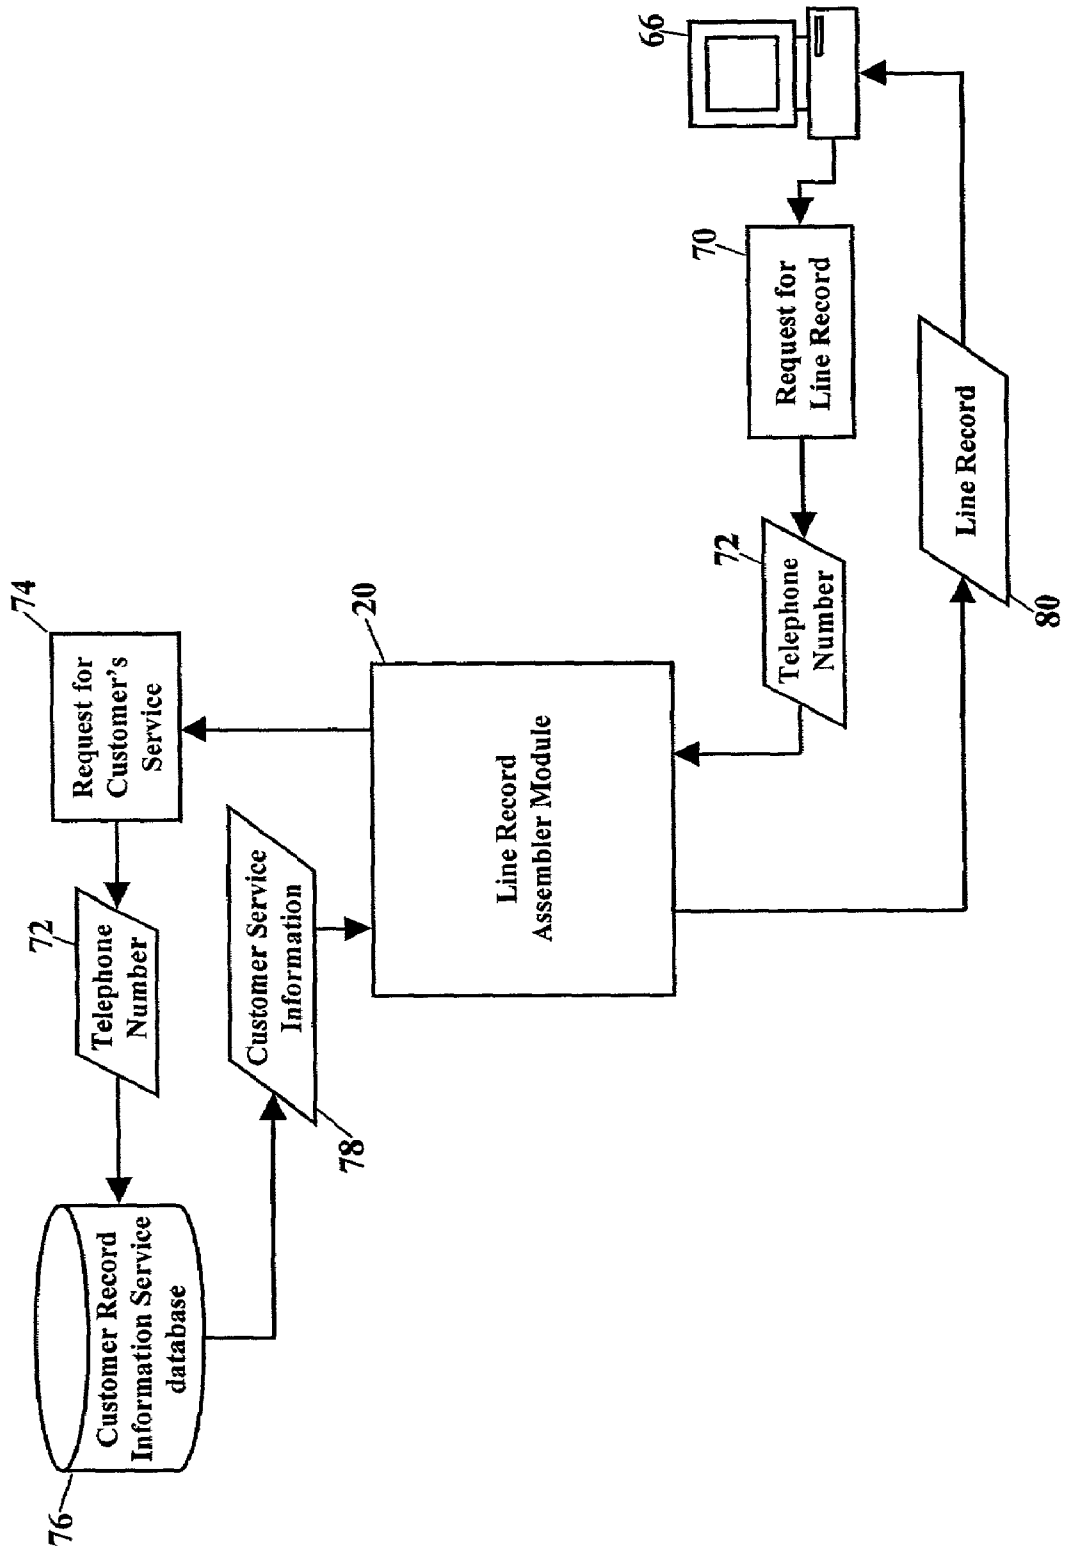 76
Customer Record
Information Service
database
72
Telephone
Number
74
Request for
Customer's
Service
Customer Service
Information
78
20
Line Record
Assembler Module
66
70
Request for
Line Record
72
Telephone
Number
Line Record
80